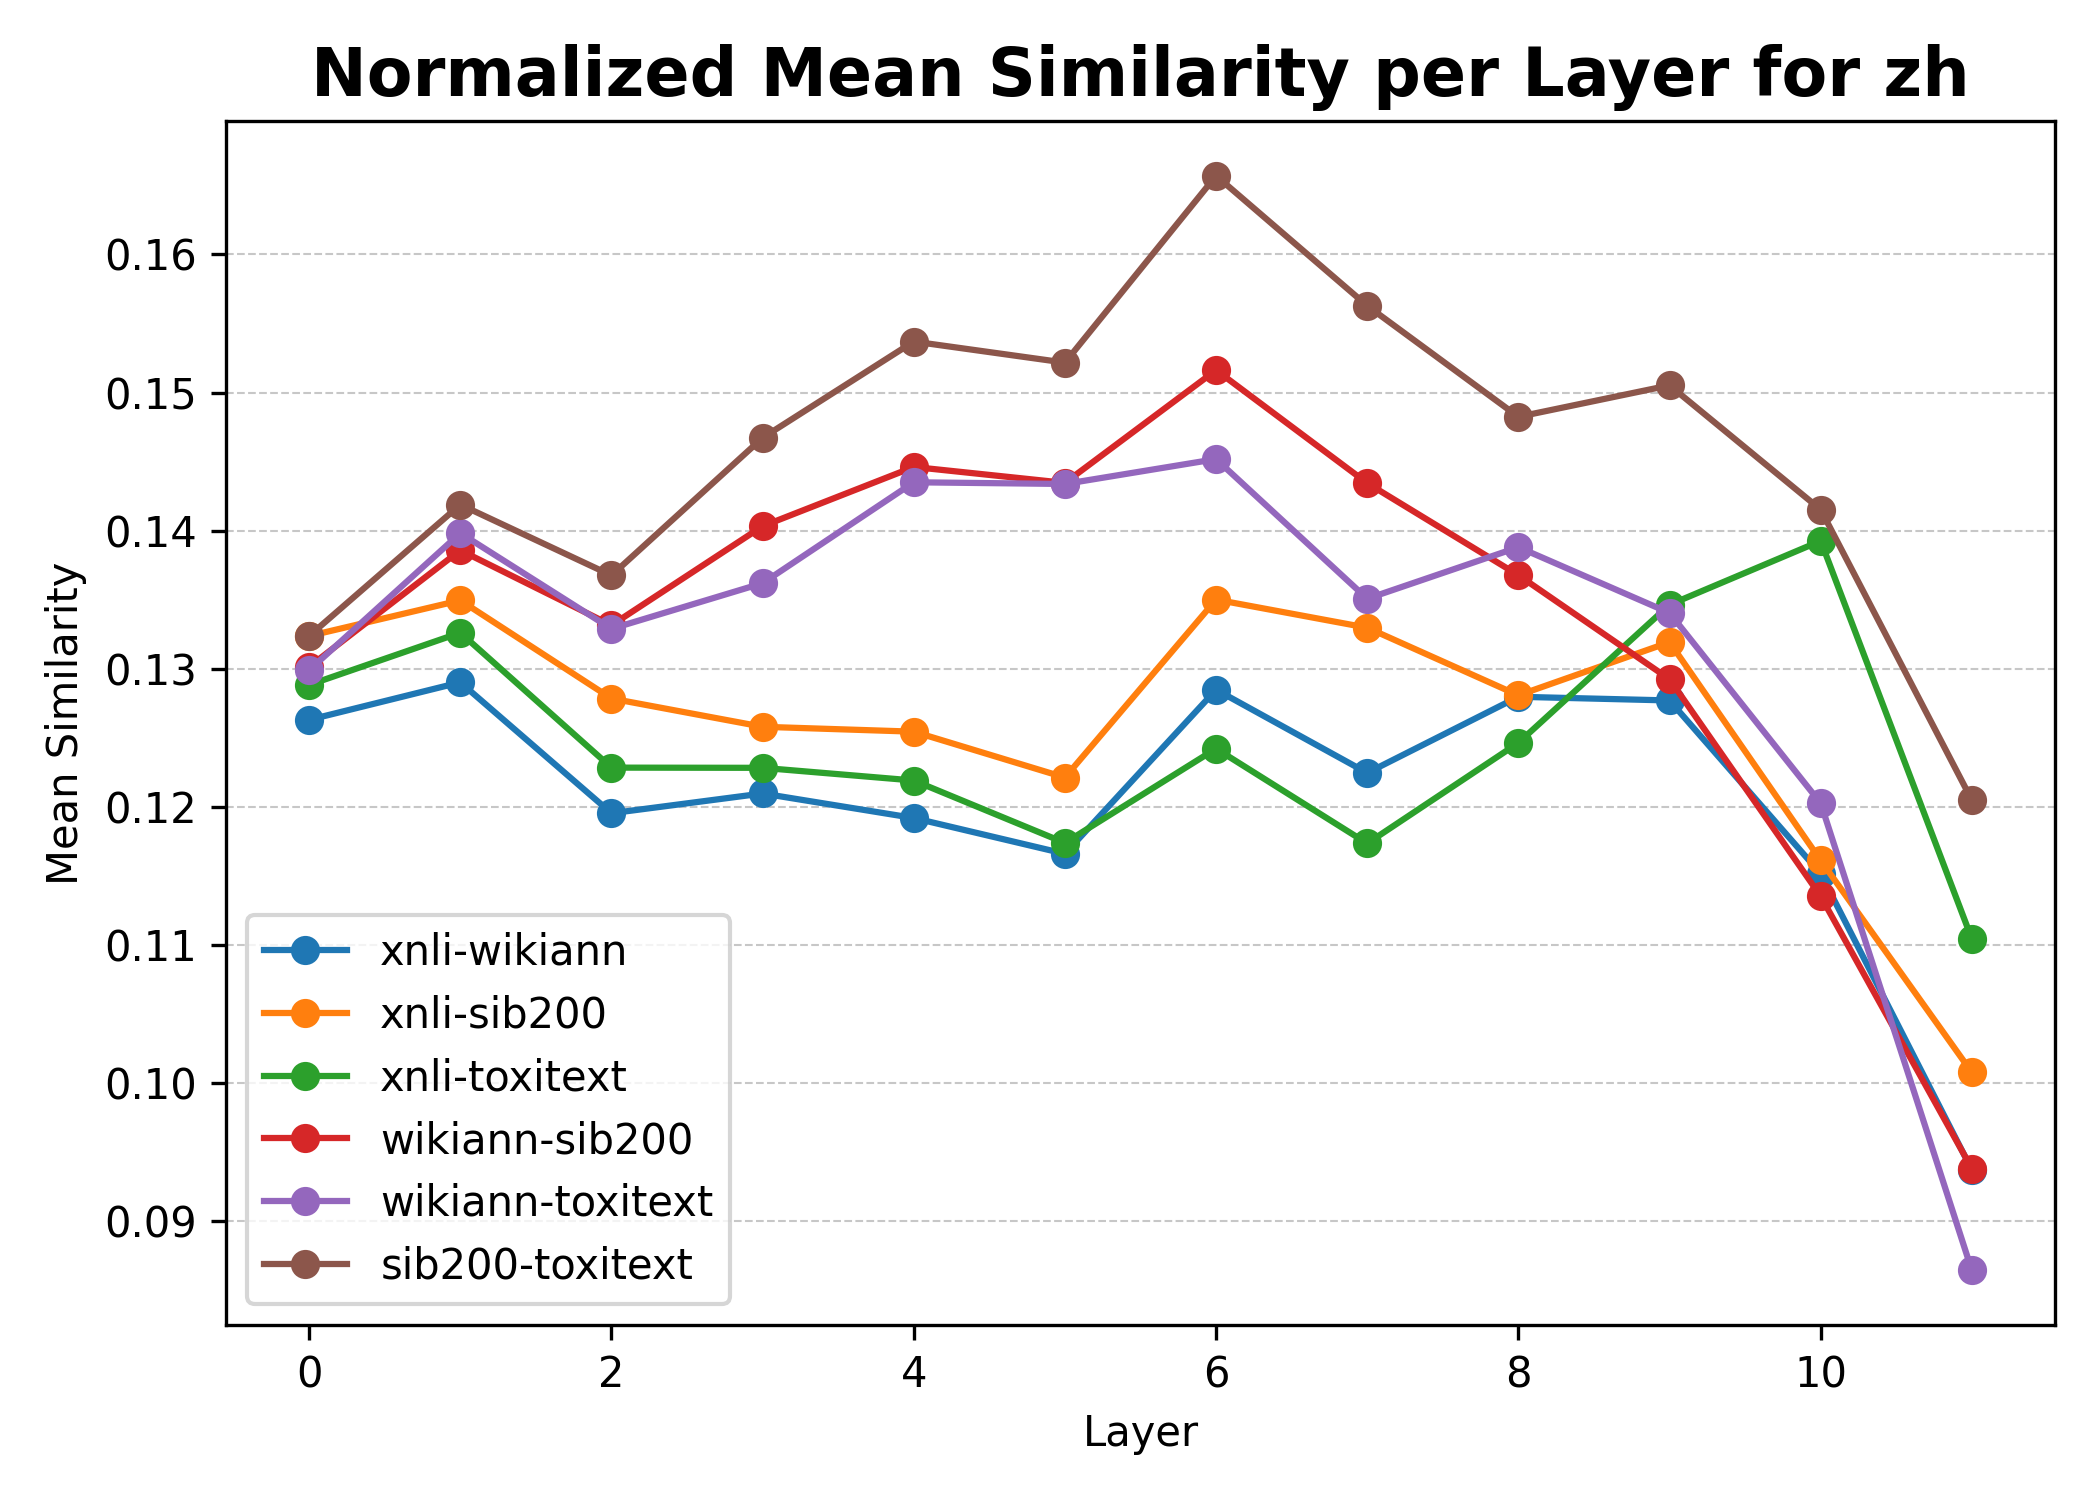 Normalized Mean Similarity per Layer for zh
Mean Similarity
0.16
0.15
0.14
0.13
0.12
0.11
0.10
0.09
xnli-wikiann
xnli-sib200
xnli-toxitext
wikiann-sib200
wikiann-toxitext
sib200-toxitext
0 2 4 6 8 10
Layer